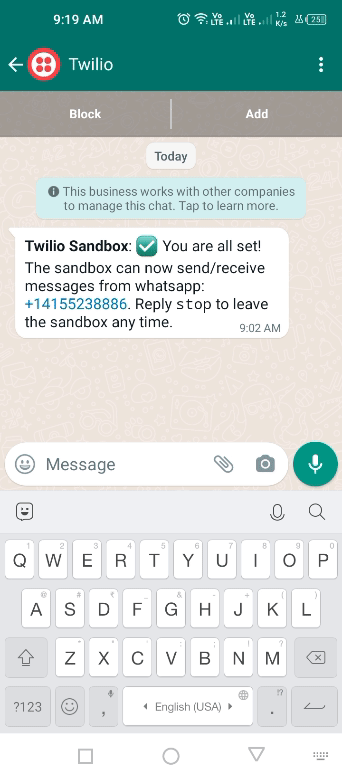 9:19 AM
Vo LTE Vo LTE 1.2 K/s 25
Twilio
Block Add
Today
This business works with other companies
to manage this chat. Tap to learn more.
Twilio Sandbox: ✅ You are all set!
The sandbox can now send/receive
messages from whatsapp:
+14155238886. Reply stop to leave
the sandbox any time.
9:02 AM
Message
1 2 3 4 5 6 7 8 9 0
Q W E R T Y U I O P
@ # ₹ _ & - + ( )
A S D F G H J K L
* " ' : ; ! ?
Z X C V B N M
?123 , English (USA) . !?